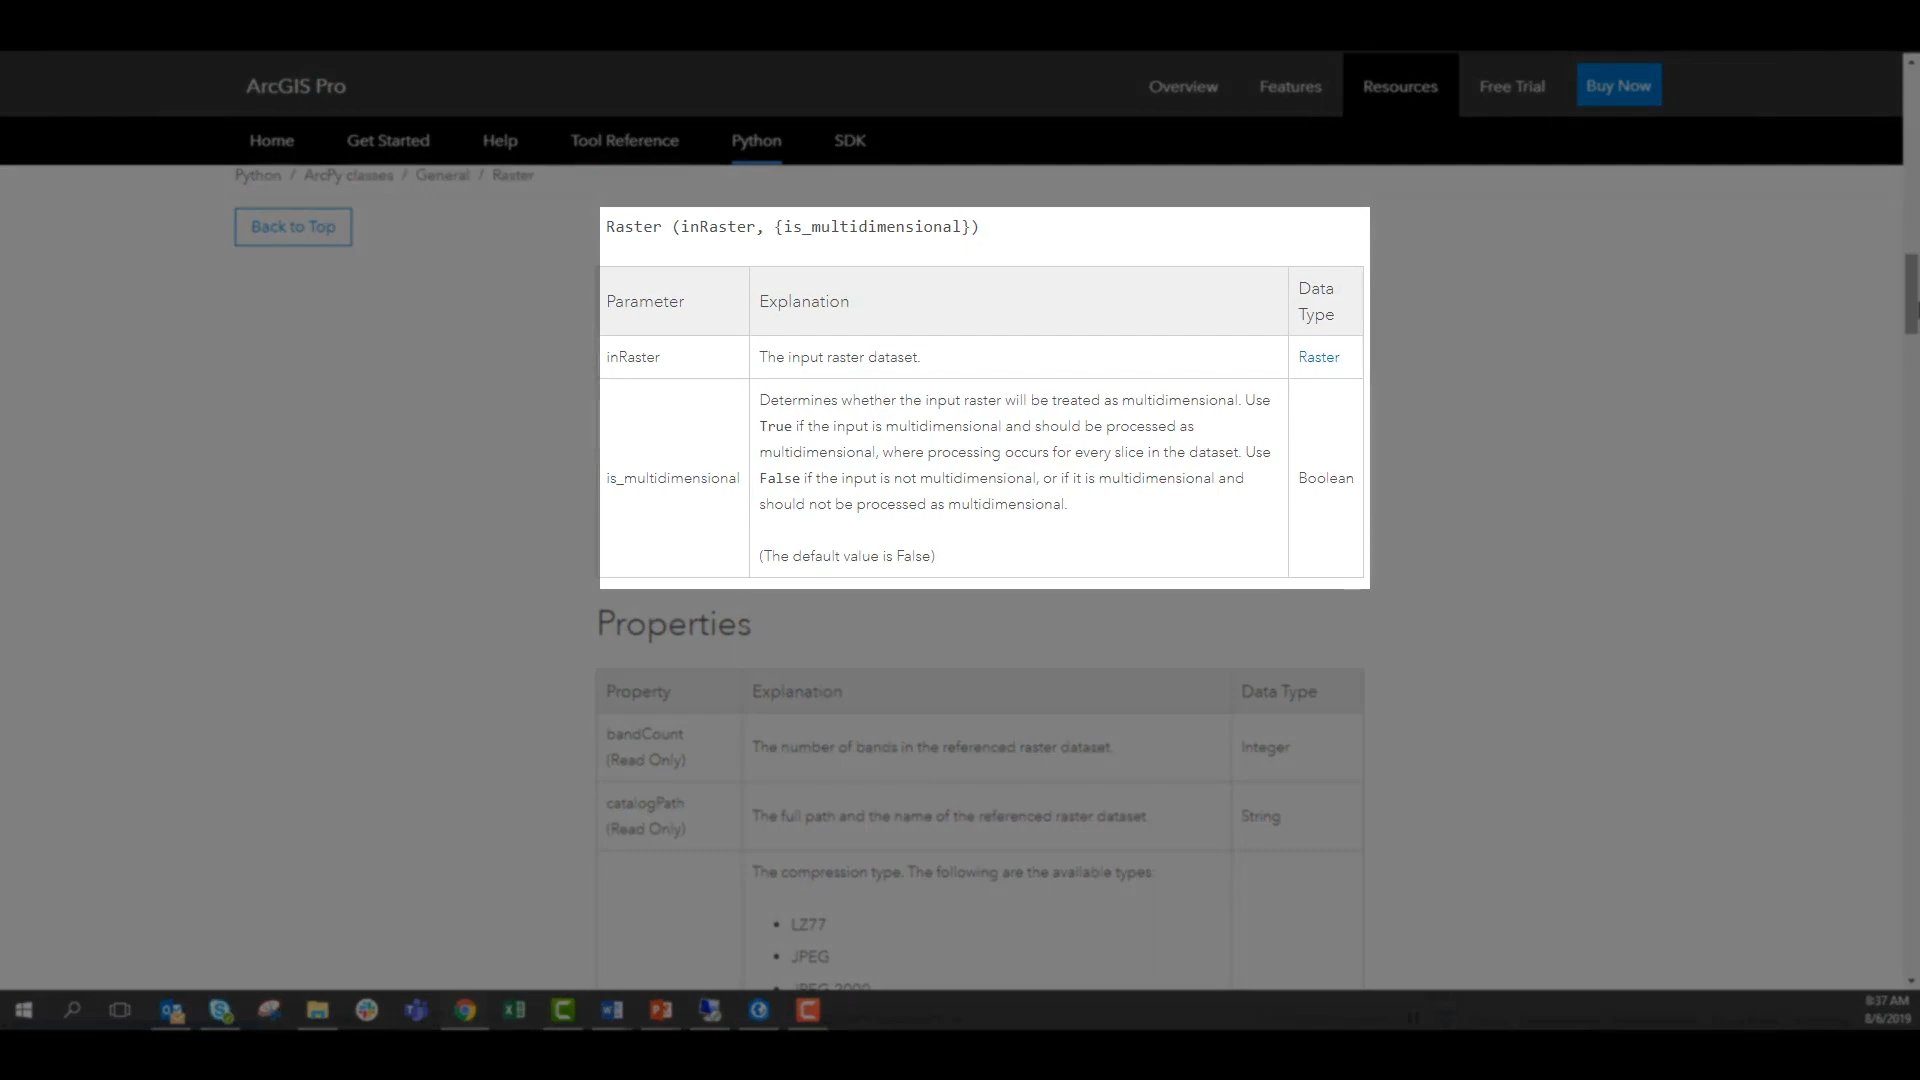 ArcGIS Pro
Overview
Features
Resources
Free Trial
Buy Now
Home
Get Started
Help
Tool Reference
Python
SDK
Python / ArcPy classes / General / Raster
Back to Top
Raster (inRaster, {is_multidimensional})
Parameter
Explanation
Data
Type
inRaster
The input raster dataset.
Raster
is_multidimensional
Determines whether the input raster will be treated as multidimensional. Use
True if the input is multidimensional and should be processed as
multidimensional, where processing occurs for every slice in the dataset. Use
False if the input is not multidimensional, or if it is multidimensional and
should not be processed as multidimensional.
(The default value is False)
Boolean
Properties
Property
Explanation
Data Type
bandCount
(Read Only)
The number of bands in the referenced raster dataset.
Integer
catalogPath
(Read Only)
The full path and the name of the referenced raster dataset
String
The compression type. The following are the available types:
• LZ77
• JPEG
• JPEG 2000
8:37 AM
8/6/2019